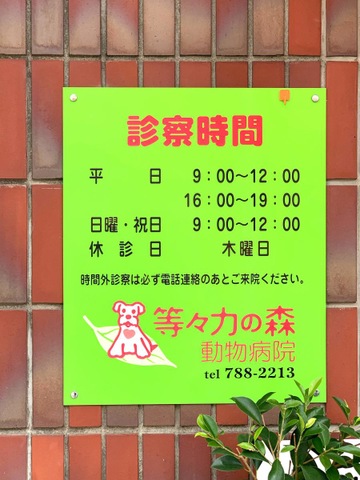 診察時間
平　　日　9：00〜12：00
16：00〜19：00
日曜・祝日　9：00〜12：00
休　診　日　木曜日
時間外診察は必ず電話連絡のあとご来院ください。
等々力の森
動物病院
tel 788-2213